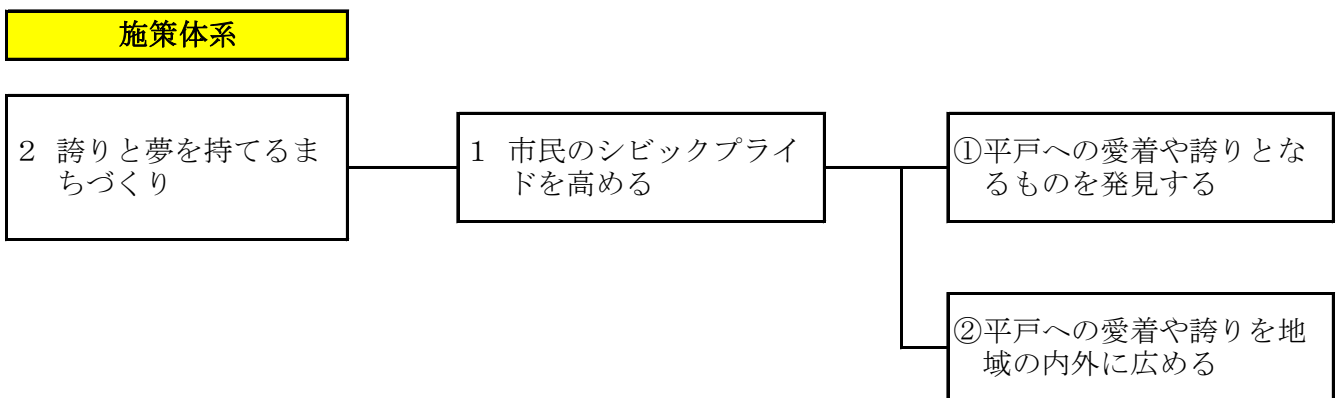 施策体系
2 誇りと夢を持てるま
ちづくり
1 市民のシビックプライ
ドを高める
①平戸への愛着や誇りとな
るものを発見する
②平戸への愛着や誇りを地
域の内外に広める